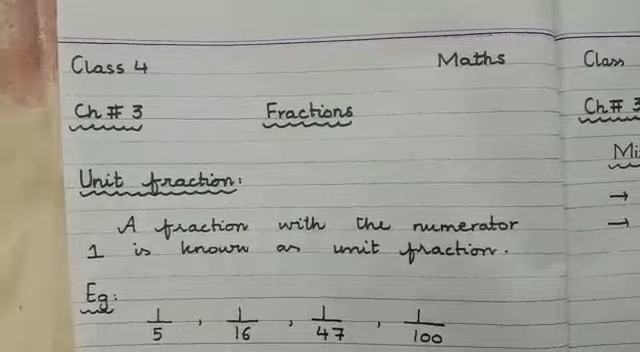 Class 4 Maths
Ch # 3 Fractions
Unit fraction:
A fraction with the numerator
1 is known as unit fraction.
Eg:
1/5 , 1/16 , 1/47 , 1/100
Class
Ch # 3
→
→